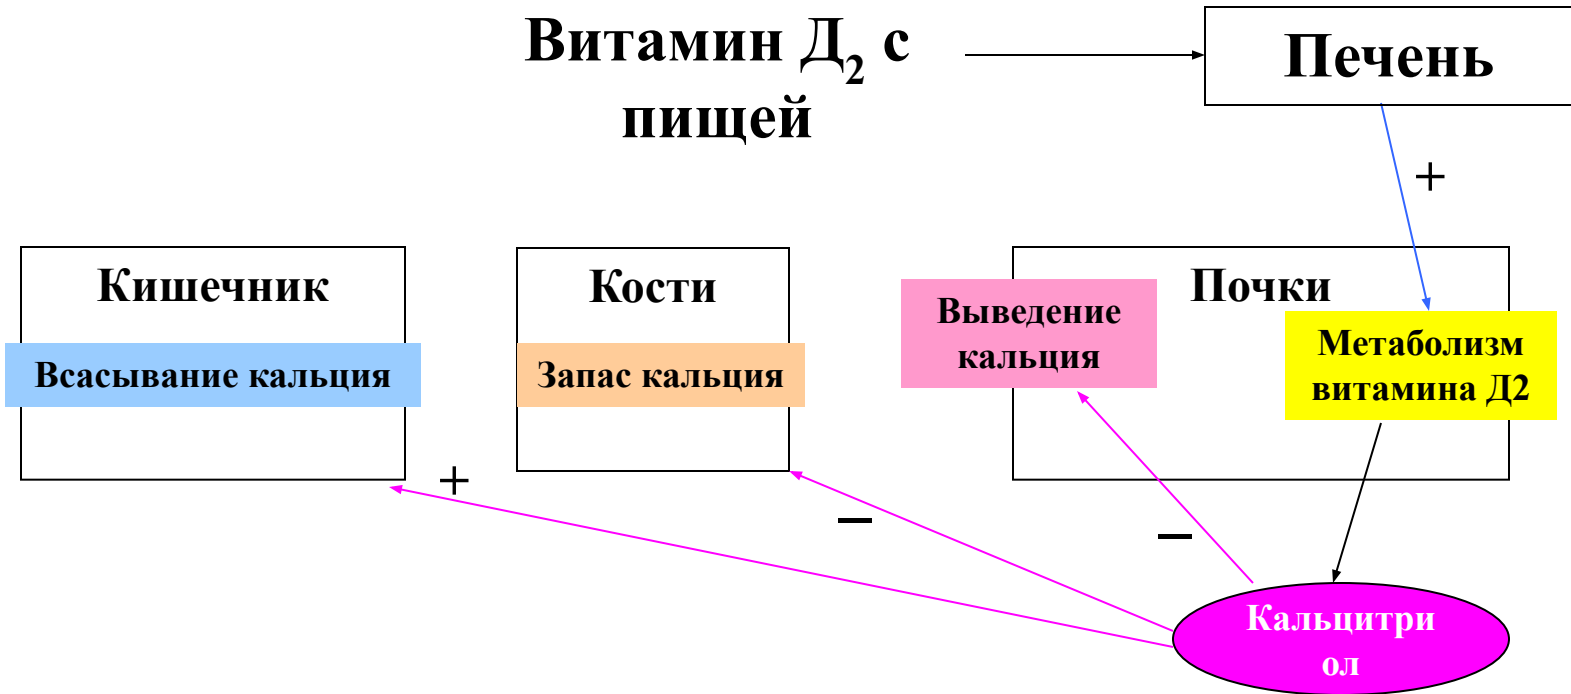 Витамин Д₂ с
пищей
Печень
+
Кишечник
Всасывание кальция
Кости
Запас кальция
Почки
Выведение
кальция
Метаболизм
витамина Д2
+
–
–
Кальцитри
ол